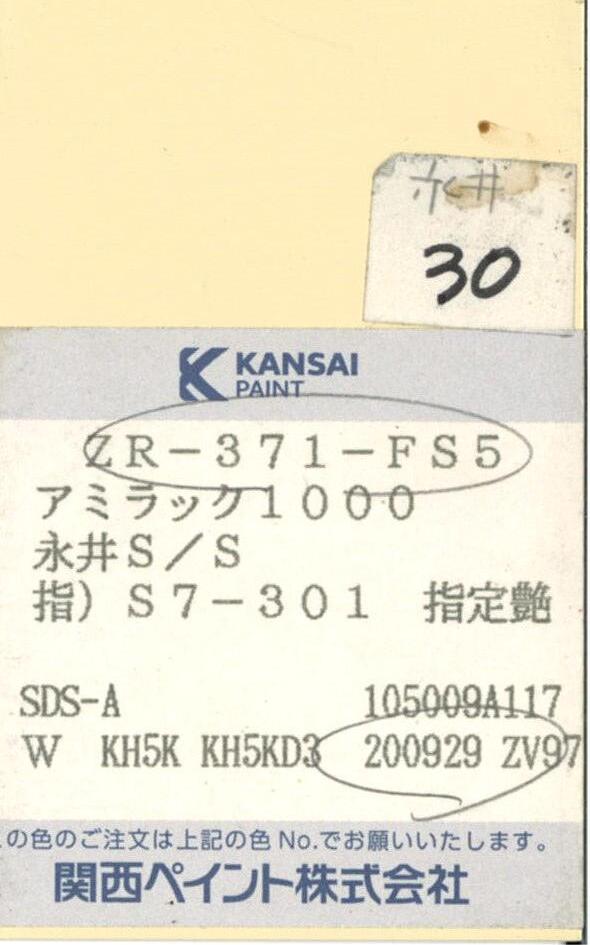 永井
30
KANSAI
PAINT
ZR-371-FS5
アミラック1000
永井S/S
指) S7-301 指定艶
SDS-A 105009A117
W KH5K KH5KD3 200929 ZV97
の色のご注文は上記の色No.でお願いいたします。
関西ペイント株式会社